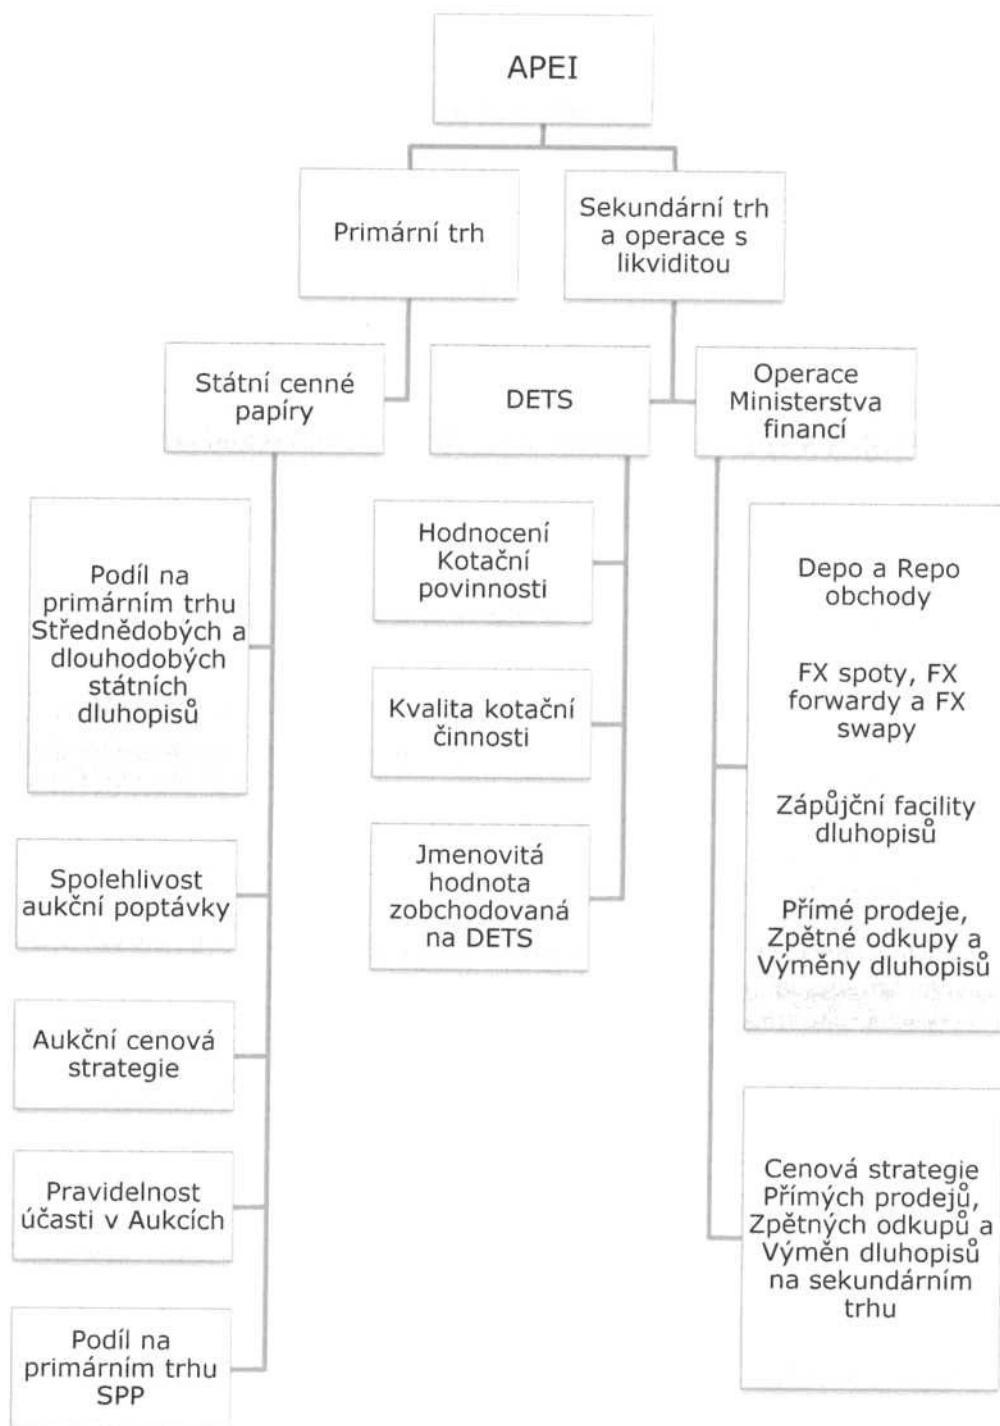 APEI
Primární trh
Sekundární trh
a operace s
likviditou
Státní cenné
papíry
DETS
Operace
Ministerstva
financí
Podíl na
primárním trhu
Střednědobých a
dlouhodobých
státních
dluhopisů
Spolehlivost
aukční poptávky
Aukční cenová
strategie
Pravidelnost
účasti v Aukcích
Podíl na
primárním trhu
SPP
Hodnocení
Kotační
povinnosti
Kvalita kotační
činnosti
Jmenovitá
hodnota
zobchodovaná
na DETS
Depo a Repo
obchody
FX spoty, FX
forwardy a FX
swapy
Zápůjční facility
dluhopisů
Přímé prodeje,
Zpětné odkupy a
Výměny dluhopisů
Cenová strategie
Přímých prodejů,
Zpětných odkupů a
Výměn dluhopisů
na sekundárním
trhu